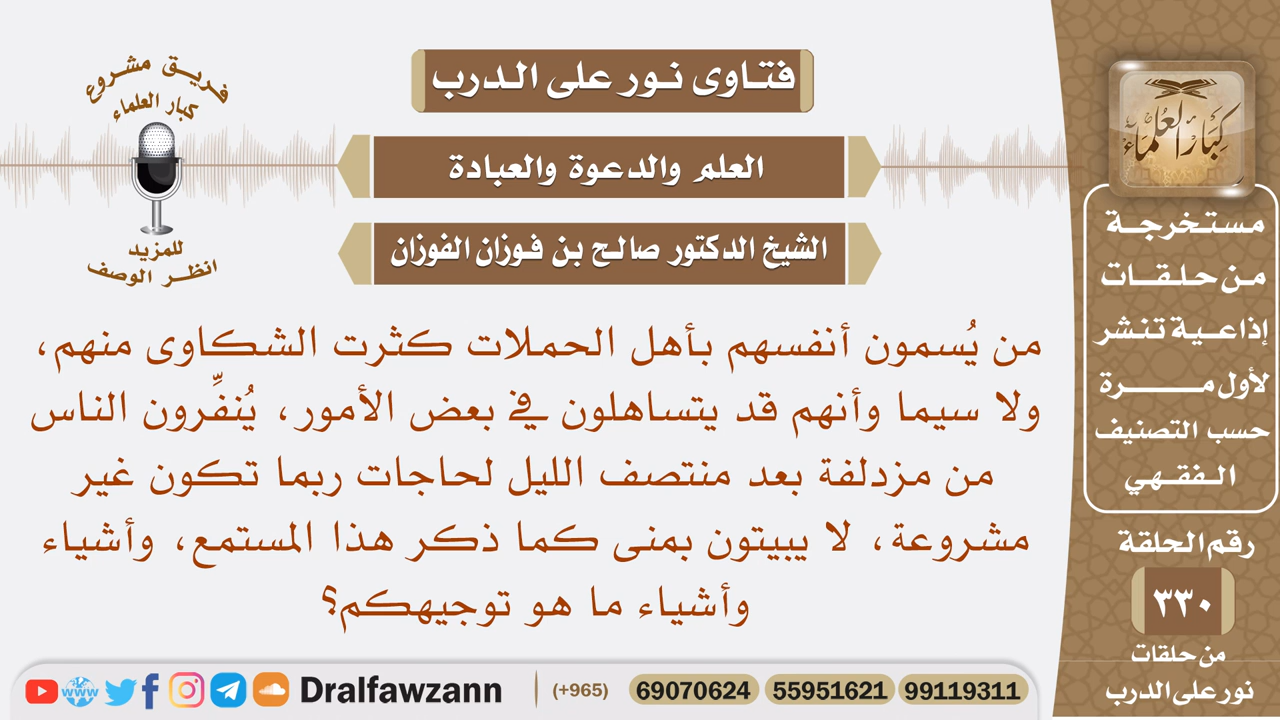 فريق مشروع
كبار العلماء
للمزيد
انظر الوصف
فتاوى نور على الدرب
العلم والدعوة والعبادة
الشيخ الدكتور صالح بن فوزان الفوزان
من يُسمون أنفسهم بأهل الحملات كثرت الشكاوى منهم،
ولا سيما وأنهم قد يتساهلون في بعض الأمور، يُنفِّرون الناس
من مزدلفة بعد منتصف الليل لحاجات ربما تكون غير
مشروعة، لا يبيتون بمنى كما ذكر هذا المستمع، وأشياء
وأشياء ما هو توجيهكم؟
كِبَارُ العُلَمَاءِ
مستخرجة
من حلقات
إذاعية تنشر
لأول مرة
حسب التصنيف
الفقهي
رقم الحلقة
٣٣٠
من حلقات
نور على الدرب
www Dralfawzann (+965) 69070624 55951621 99119311